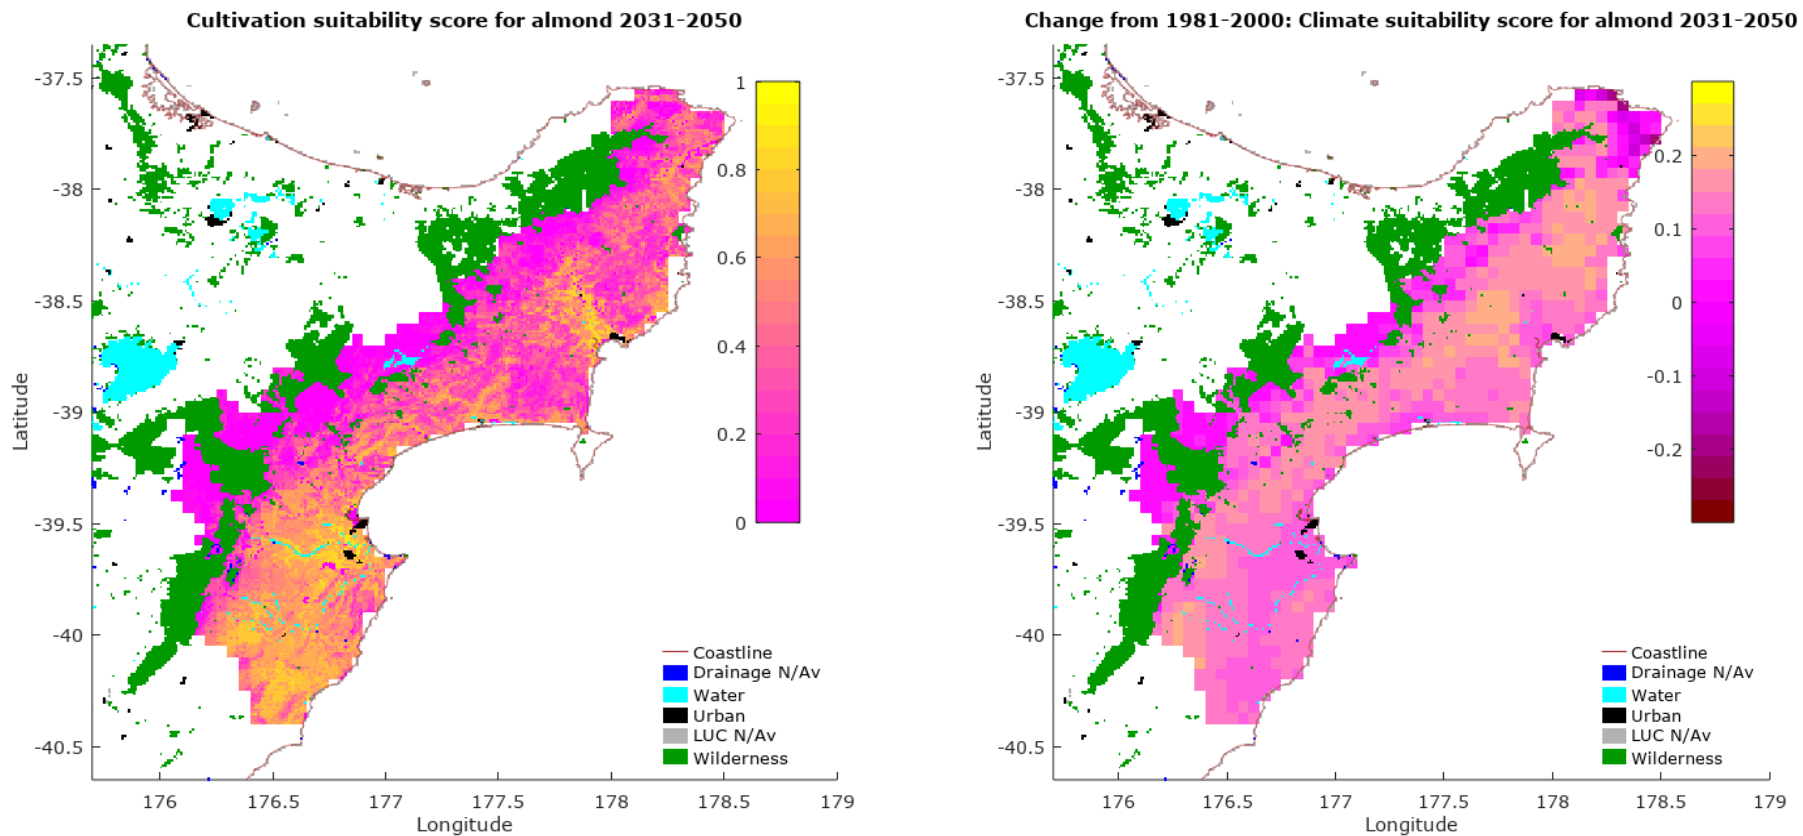 Cultivation suitability score for almond 2031-2050
-37.5
-38
-38.5
-39
-39.5
-40
-40.5
Latitude
176
176.5
177
177.5
178
178.5
179
Longitude
1
0.8
0.6
0.4
0.2
0
Coastline
Drainage N/Av
Water
Urban
LUC N/Av
Wilderness
Change from 1981-2000: Climate suitability score for almond 2031-2050
-37.5
-38
-38.5
-39
-39.5
-40
-40.5
Latitude
176
176.5
177
177.5
178
178.5
179
Longitude
0.2
0.1
0
-0.1
-0.2
Coastline
Drainage N/Av
Water
Urban
LUC N/Av
Wilderness